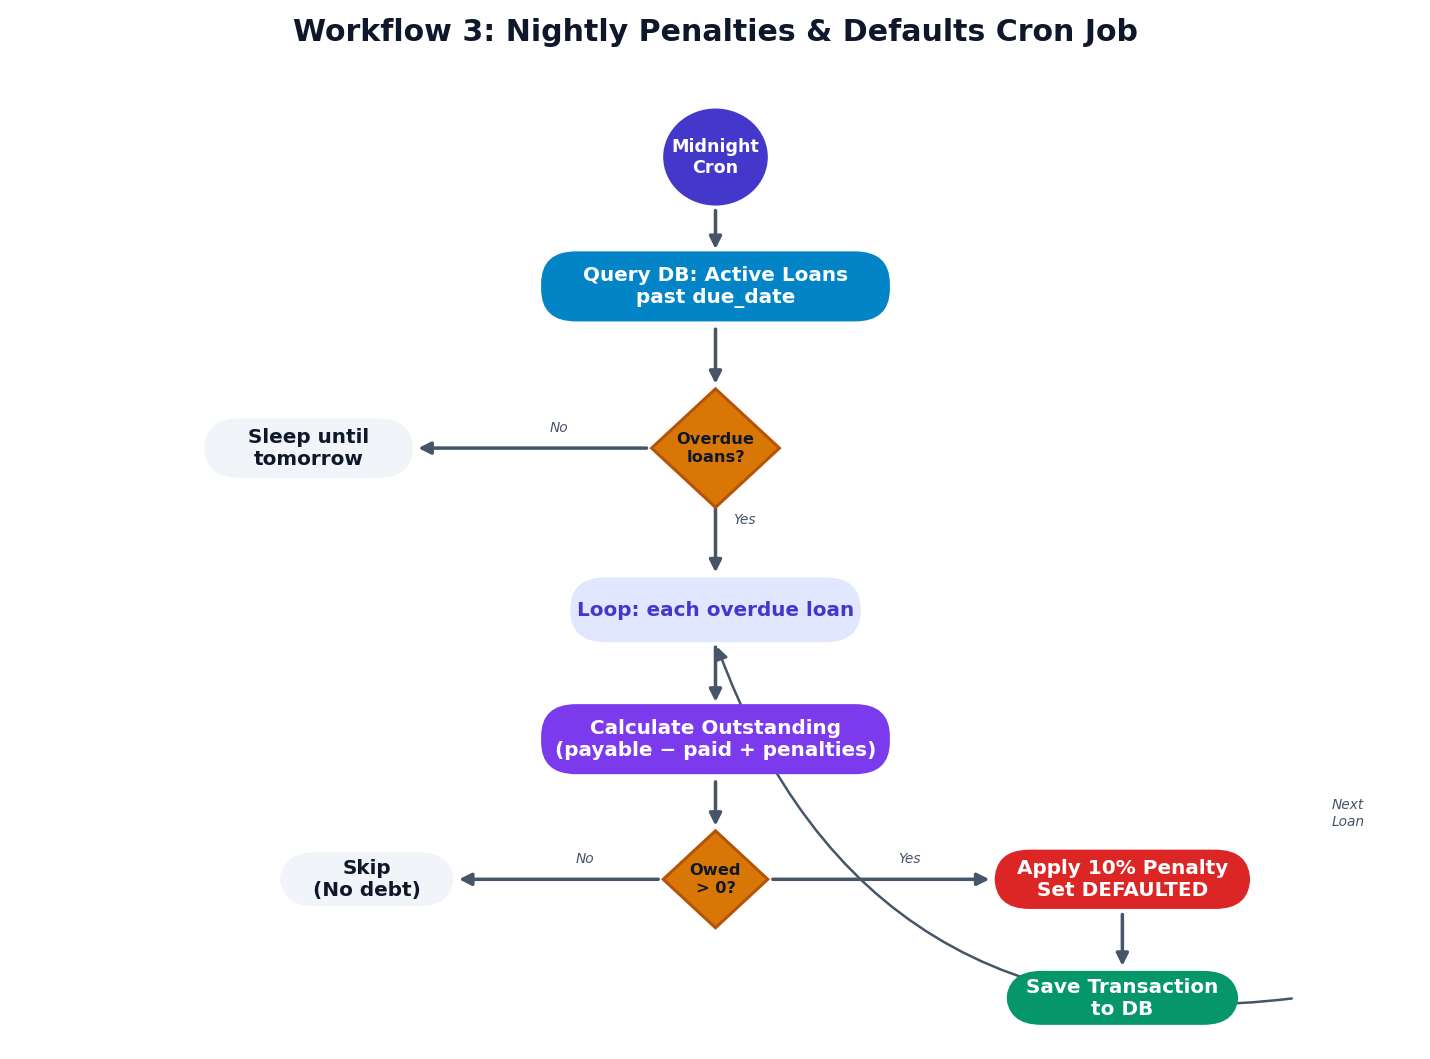 Workflow 3: Nightly Penalties & Defaults Cron Job
Midnight
Cron
Query DB: Active Loans
past due_date
Overdue
loans?
No
Sleep until
tomorrow
Yes
Loop: each overdue loan
Calculate Outstanding
(payable − paid + penalties)
Next
Loan
Owed
> 0?
No
Skip
(No debt)
Yes
Apply 10% Penalty
Set DEFAULTED
Save Transaction
to DB